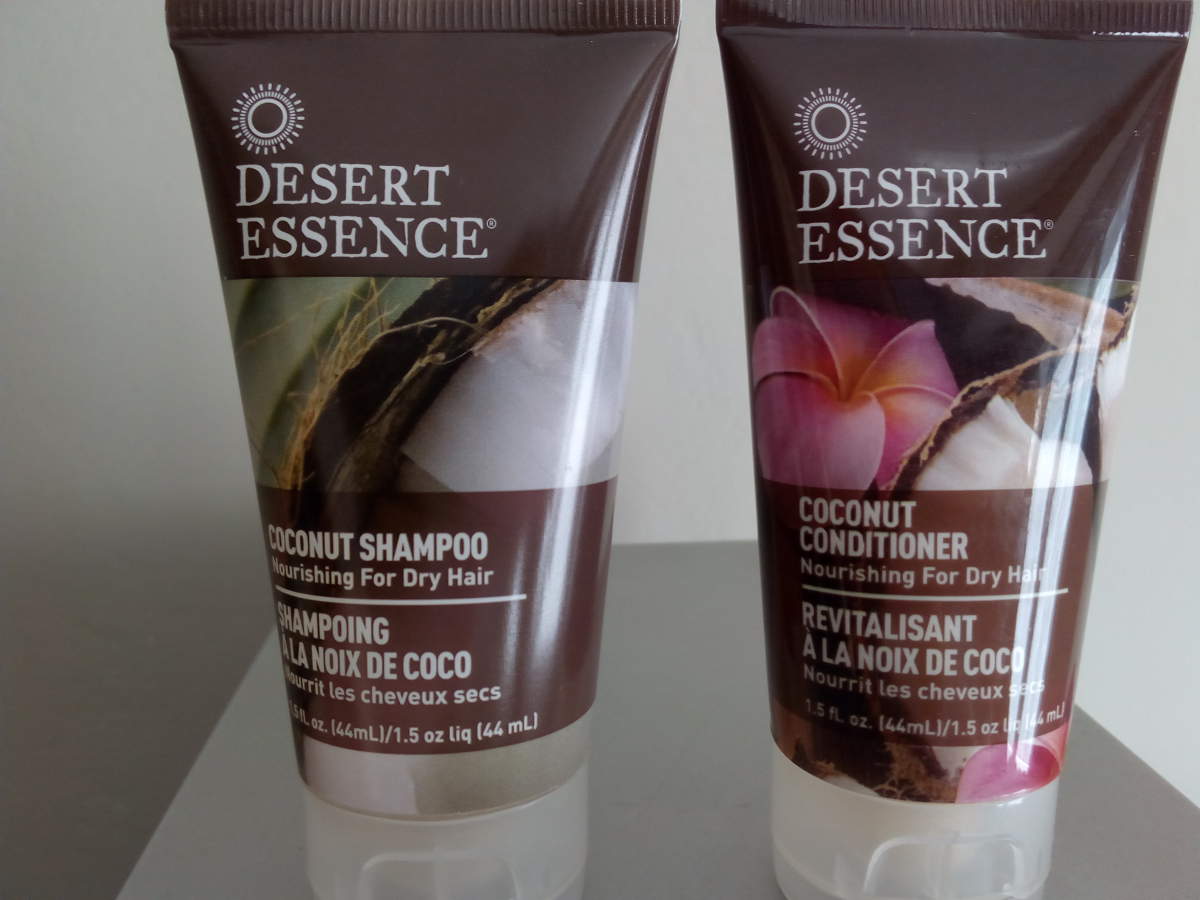 DESERT
ESSENCE®
COCONUT SHAMPOO
Nourishing For Dry Hair
SHAMPOING
À LA NOIX DE COCO
Nourrit les cheveux secs
1.5 fL. oz. (44mL)/1.5 oz liq (44 mL)
DESERT
ESSENCE®
COCONUT
CONDITIONER
Nourishing For Dry Hair
REVITALISANT
À LA NOIX DE COCO
Nourrit les cheveux secs
1.5 fL. oz. (44mL)/1.5 oz liq (44 mL)